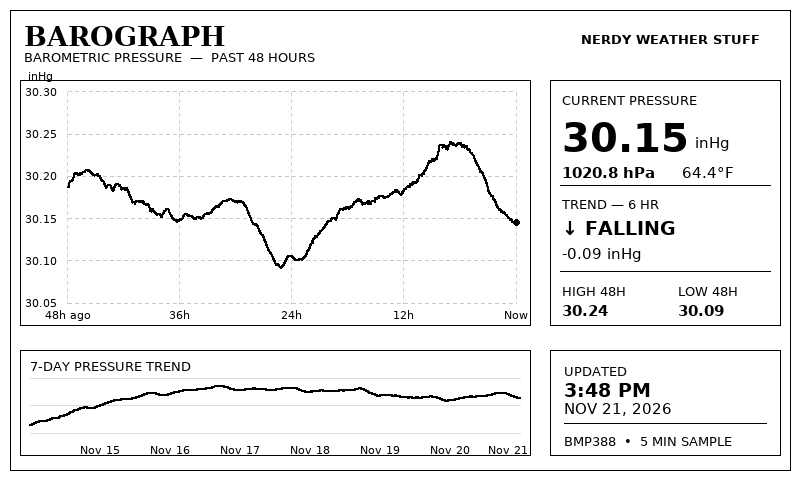 BAROGRAPH
BAROMETRIC PRESSURE — PAST 48 HOURS
NERDY WEATHER STUFF
inHg
30.30
30.25
30.20
30.15
30.10
30.05
48h ago 36h 24h 12h Now
CURRENT PRESSURE
30.15 inHg
1020.8 hPa 64.4°F
TREND — 6 HR
↓ FALLING
-0.09 inHg
HIGH 48H LOW 48H
30.24 30.09
7-DAY PRESSURE TREND
Nov 15 Nov 16 Nov 17 Nov 18 Nov 19 Nov 20 Nov 21
UPDATED
3:48 PM
NOV 21, 2026
BMP388 • 5 MIN SAMPLE